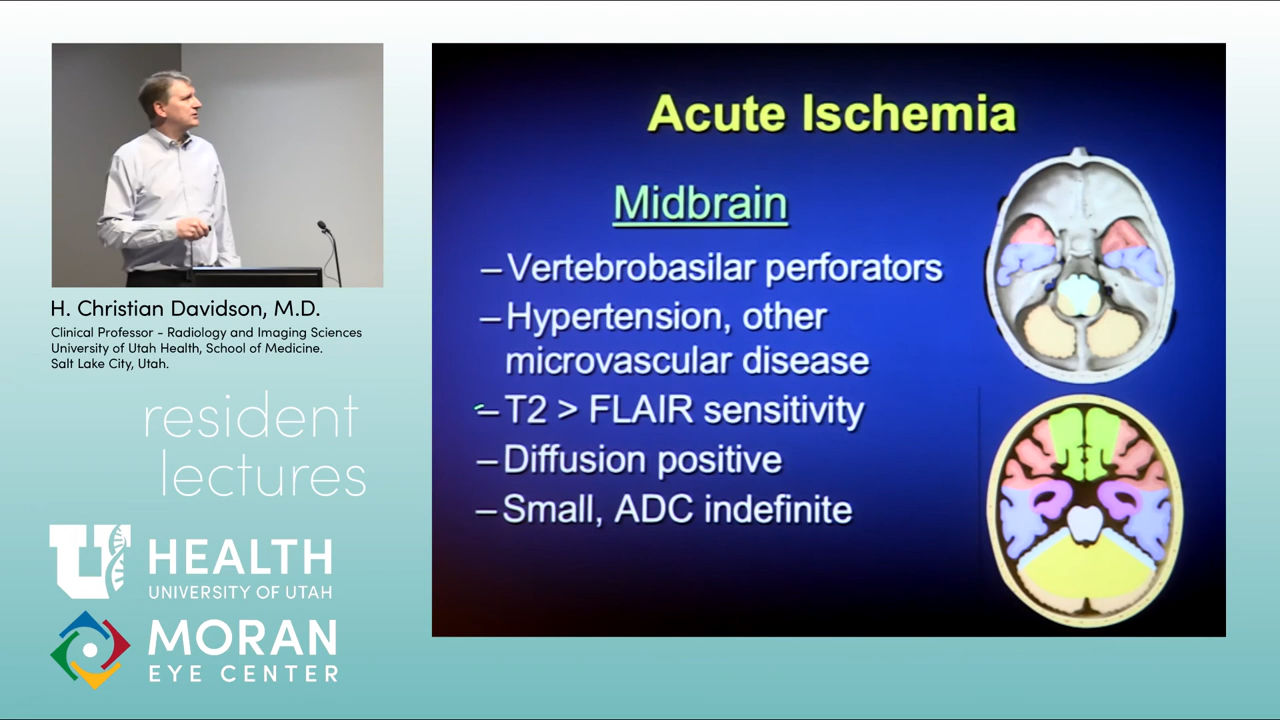 H. Christian Davidson, M.D.
Clinical Professor - Radiology and Imaging Sciences
University of Utah Health, School of Medicine.
Salt Lake City, Utah.
resident
lectures
U HEALTH
UNIVERSITY OF UTAH
MORAN
EYE CENTER
Acute Ischemia
Midbrain
– Vertebrobasilar perforators
– Hypertension, other
microvascular disease
– T2 > FLAIR sensitivity
– Diffusion positive
– Small, ADC indefinite